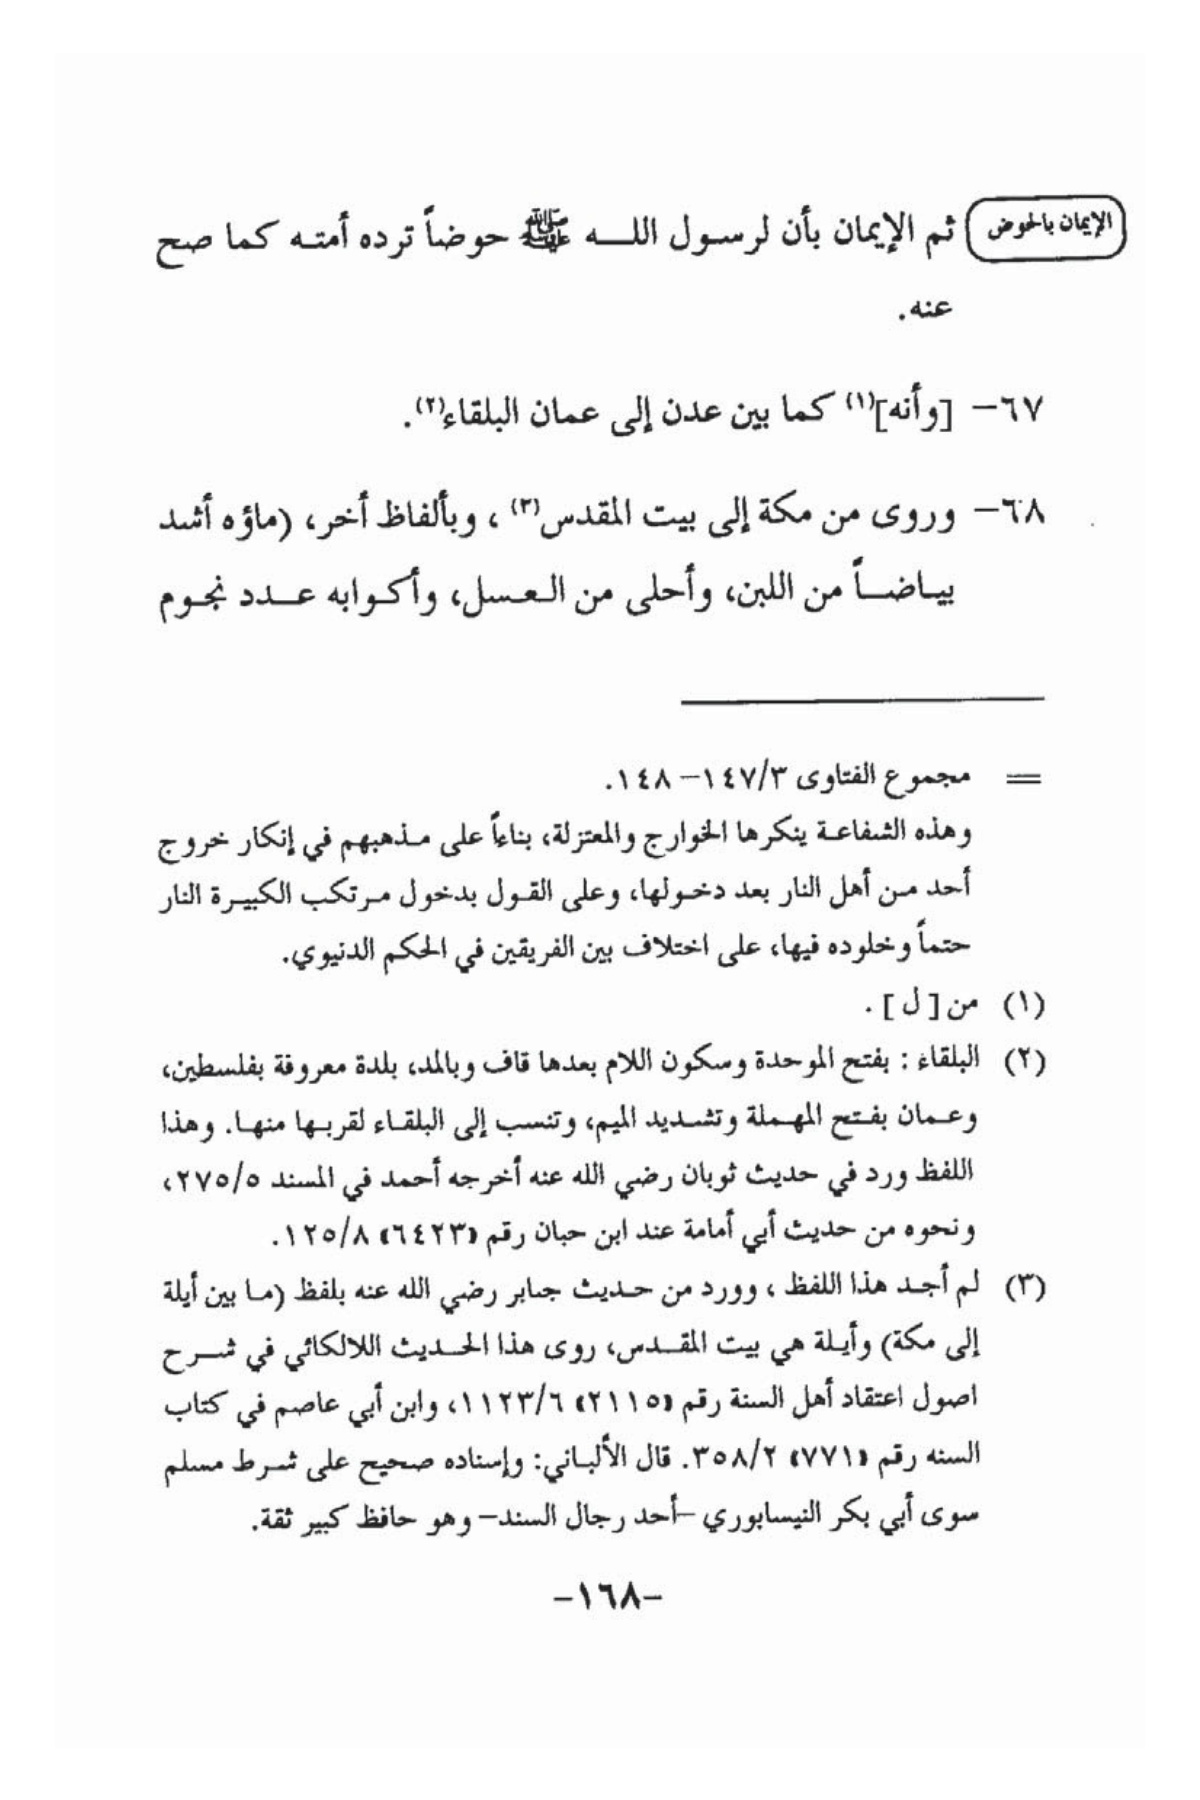 الإيمان بالحوض
ثم الإيمان بأن لرسول اللـه ﷺ حوضاً ترده أمته كما صح
عنه.
٦٧- [وأنه](١) كما بين عدن إلى عمان البلقاء(٢).
٦٨- وروى من مكة إلى بيت المقدس(٣) ، وبألفاظ أخر، (ماؤه أشد
بياضاً من اللبن، وأحلى من العسل، وأكوابه عدد نجوم
= مجموع الفتاوى ١٤٧/٣- ١٤٨.
وهذه الشفاعة ينكرها الخوارج والمعتزلة، بناءاً على مذهبهم في إنكار خروج
أحد من أهل النار بعد دخولها، وعلى القول بدخول مرتكب الكبيرة النار
حتماً وخلوده فيها، على اختلاف بين الفريقين في الحكم الدنيوي.
(١) من [ ل ] .
(٢) البلقاء : بفتح الموحدة وسكون اللام بعدها قاف وبالمد، بلدة معروفة بفلسطين،
وعمان بفتح المهملة وتشديد الميم، وتنسب إلى البلقاء لقربها منها. وهذا
اللفظ ورد في حديث ثوبان رضي الله عنه أخرجه أحمد في المسند ٢٧٥/٥،
ونحوه من حديث أبي أمامة عند ابن حبان رقم «٦٤٢٣» ١٢٥/٨.
(٣) لم أجد هذا اللفظ ، وورد من حديث جابر رضي الله عنه بلفظ (ما بين أيلة
إلى مكة) وأيلة هي بيت المقدس، روى هذا الحديث اللالكائي في شرح
اصول اعتقاد أهل السنة رقم «٢١١٥» ١١٢٣/٦، وابن أبي عاصم في كتاب
السنه رقم «٧٧١» ٣٥٨/٢. قال الألباني: وإسناده صحيح على شرط مسلم
سوى أبي بكر النيسابوري -أحد رجال السند- وهو حافظ كبير ثقة.
-١٦٨-